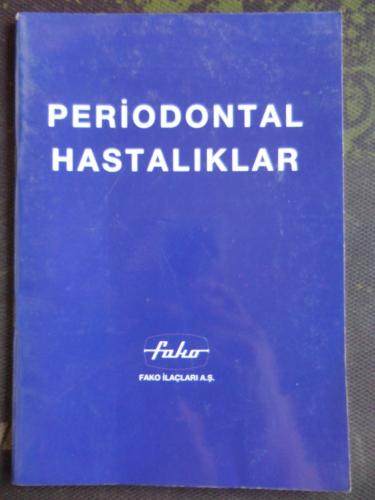 PERİODONTAL
HASTALIKLAR
fako
FAKO İLAÇLARI A.Ş.